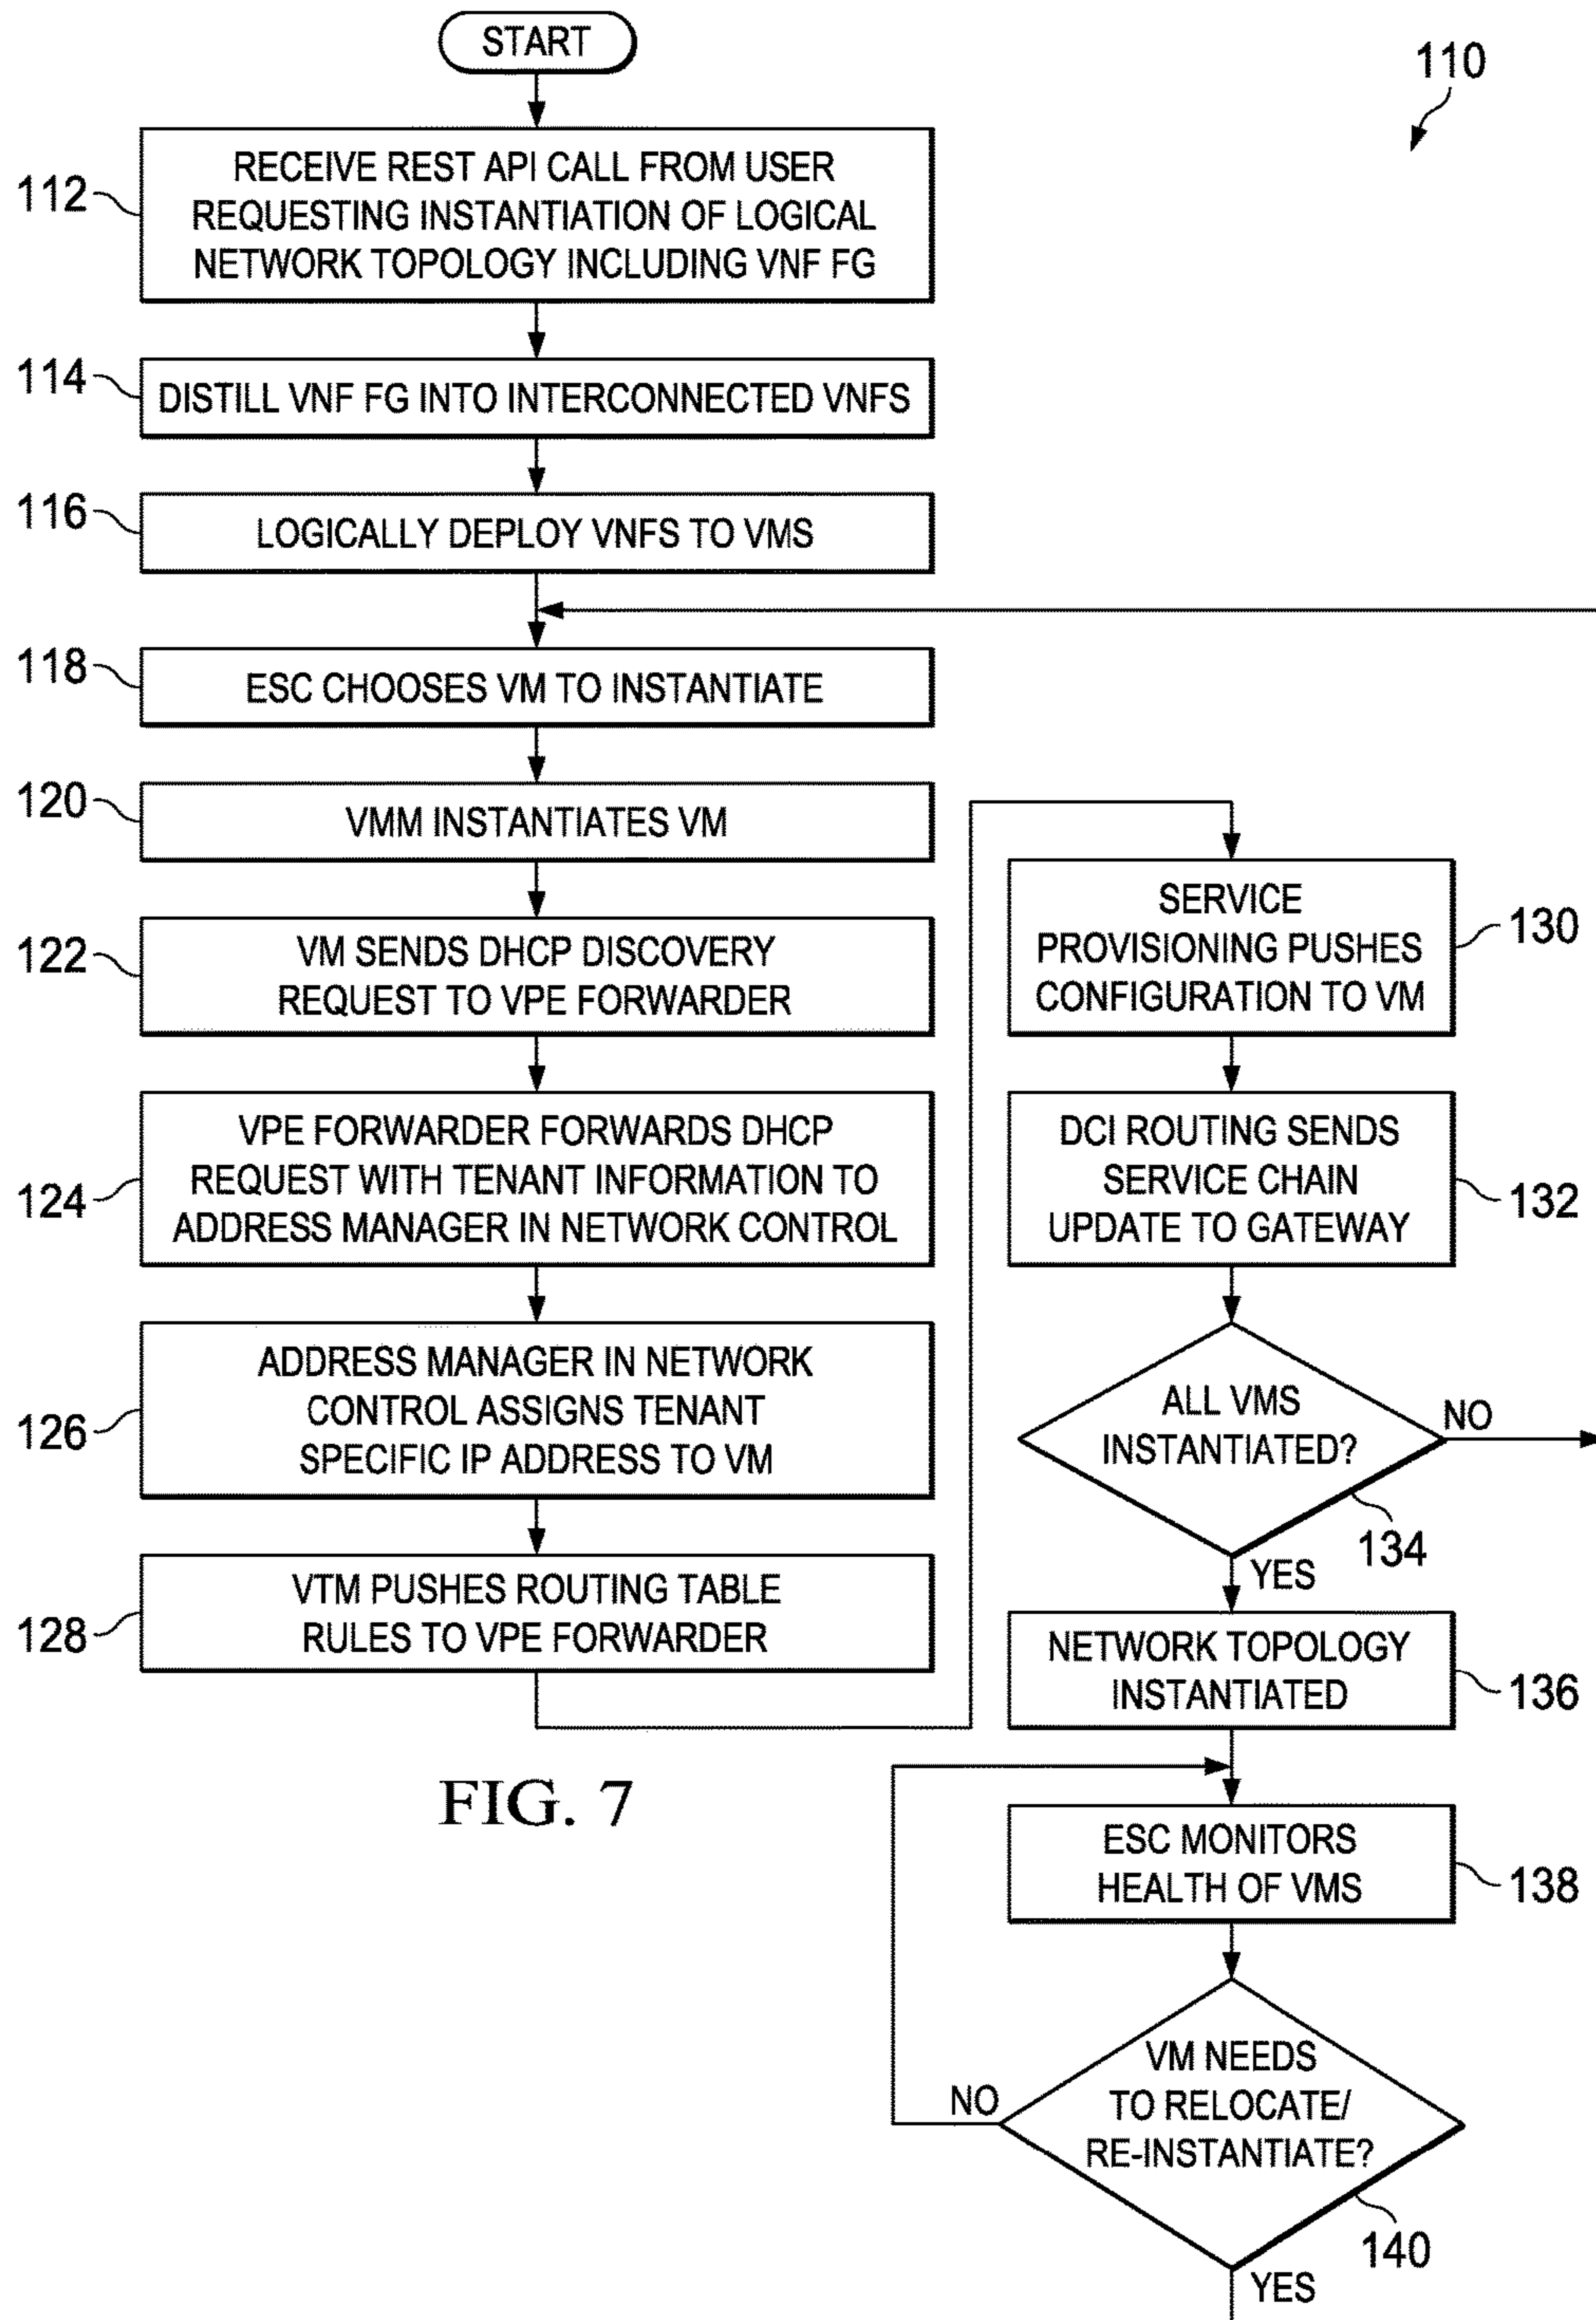 START
110
112
RECEIVE REST API CALL FROM USER
REQUESTING INSTANTIATION OF LOGICAL
NETWORK TOPOLOGY INCLUDING VNF FG
114
DISTILL VNF FG INTO INTERCONNECTED VNFS
116
LOGICALLY DEPLOY VNFS TO VMS
118
ESC CHOOSES VM TO INSTANTIATE
120
VMM INSTANTIATES VM
122
VM SENDS DHCP DISCOVERY
REQUEST TO VPE FORWARDER
124
VPE FORWARDER FORWARDS DHCP
REQUEST WITH TENANT INFORMATION TO
ADDRESS MANAGER IN NETWORK CONTROL
126
ADDRESS MANAGER IN NETWORK
CONTROL ASSIGNS TENANT
SPECIFIC IP ADDRESS TO VM
128
VTM PUSHES ROUTING TABLE
RULES TO VPE FORWARDER
SERVICE
PROVISIONING PUSHES
CONFIGURATION TO VM
130
DCI ROUTING SENDS
SERVICE CHAIN
UPDATE TO GATEWAY
132
ALL VMS
INSTANTIATED?
NO
134
YES
NETWORK TOPOLOGY
INSTANTIATED
136
ESC MONITORS
HEALTH OF VMS
138
VM NEEDS
TO RELOCATE/
RE-INSTANTIATE?
NO
140
YES
FIG. 7